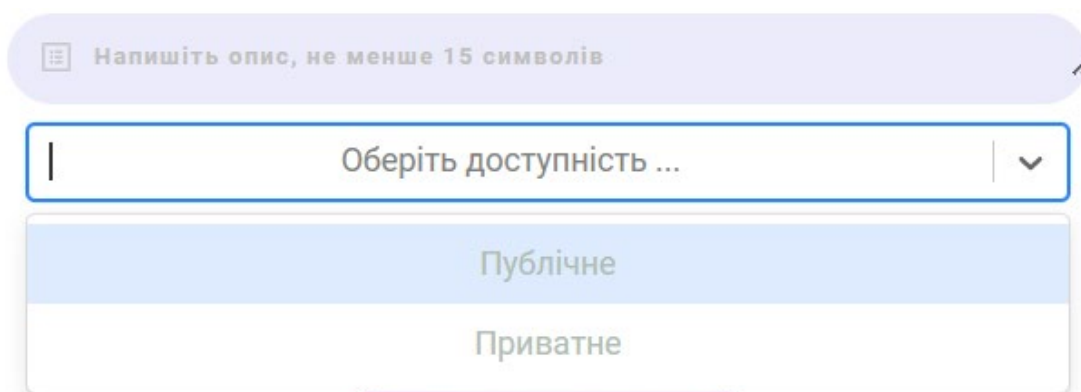 Напишіть опис, не менше 15 символів
Оберіть доступність ...
Публічне
Приватне